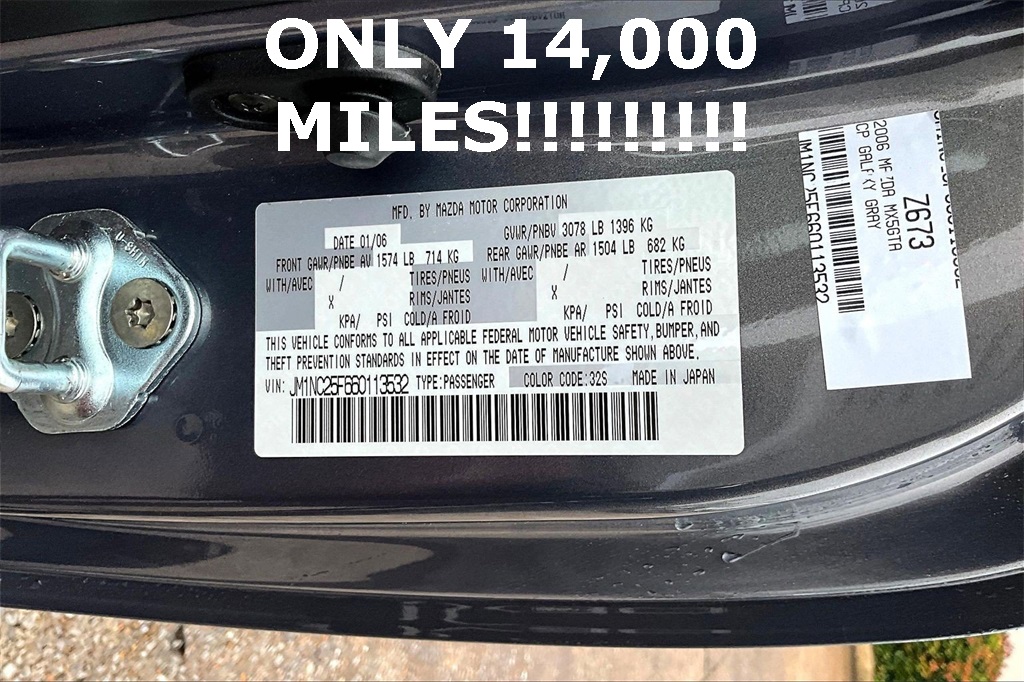 ONLY 14,000
MILES!!!!!!!!!
MFD. BY MAZDA MOTOR CORPORATION
DATE 01/06
GVWR/PNBV 3078 LB 1396 KG
FRONT GAWR/PNBE AV 1574 LB 714 KG
REAR GAWR/PNBE AR 1504 LB 682 KG
WITH/AVEC / TIRES/PNEUS
X RIMS/JANTES
KPA/ PSI COLD/A FROID
WITH/AVEC / TIRES/PNEUS
X RIMS/JANTES
KPA/ PSI COLD/A FROID
THIS VEHICLE CONFORMS TO ALL APPLICABLE FEDERAL MOTOR VEHICLE SAFETY, BUMPER, AND
THEFT PREVENTION STANDARDS IN EFFECT ON THE DATE OF MANUFACTURE SHOWN ABOVE.
VIN: JM1NC25F660113532 TYPE:PASSENGER COLOR CODE:32S MADE IN JAPAN
Z673
2006 MAZDA MX5GTA
CP GALAXY GRAY
JM1NC25F660113532